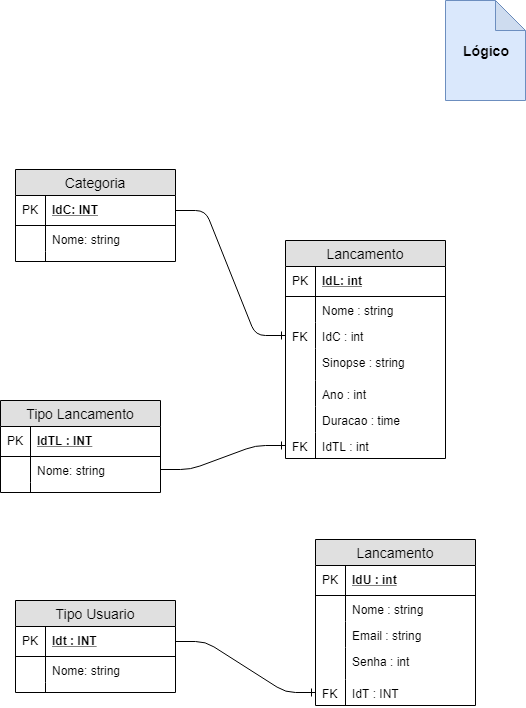 Lógico
Categoria
PK IdC: INT
Nome: string
Lancamento
PK IdL: int
Nome : string
FK IdC : int
Sinopse : string
Ano : int
Duracao : time
FK IdTL : int
Tipo Lancamento
PK IdTL : INT
Nome: string
Lancamento
PK IdU : int
Nome : string
Email : string
Senha : int
FK IdT : INT
Tipo Usuario
PK Idt : INT
Nome: string